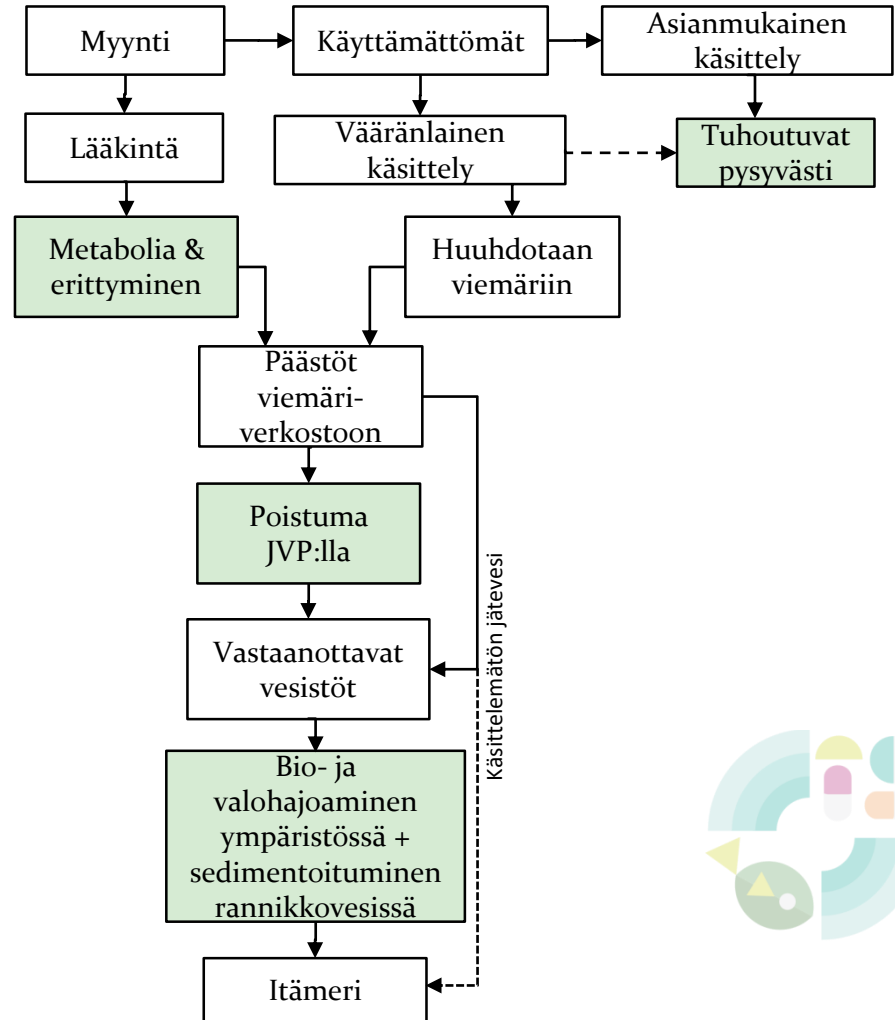 Myynti
Käyttämättömät
Asianmukainen
käsittely
Lääkintä
Vääränlainen
käsittely
Tuhoutuvat
pysyvästi
Metabolia &
erittyminen
Huuhdotaan
viemäriin
Päästöt
viemäri-
verkostoon
Poistuma
JVP:lla
Käsittelemätön jätevesi
Vastaanottavat
vesistöt
Bio- ja
valohajoaminen
ympäristössä +
sedimentoituminen
rannikkovesissä
Itämeri